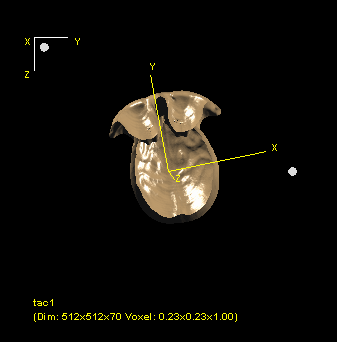 X Y
Z
Y
X
Z
tac1
(Dim: 512x512x70 Voxel: 0.23x0.23x1.00)